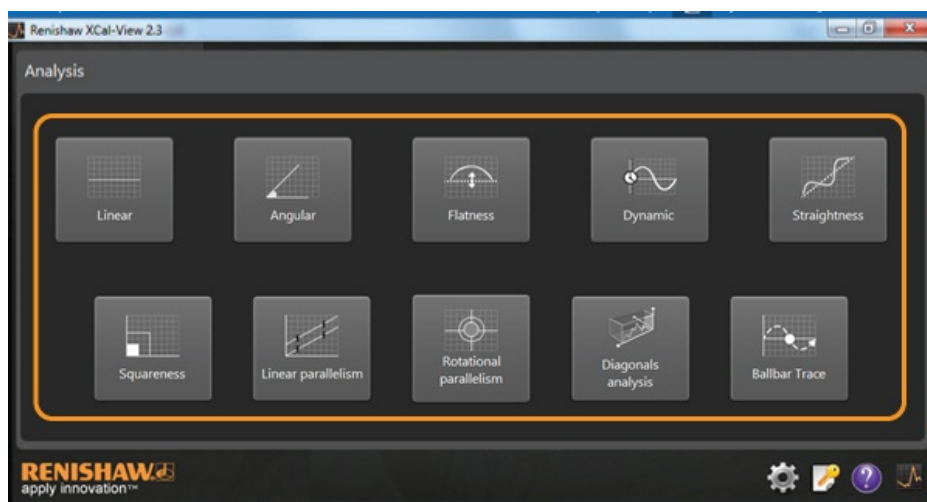 Renishaw XCal-View 2.3
Analysis
Linear
Angular
Flatness
Dynamic
Straightness
Squareness
Linear parallelism
Rotational
parallelism
Diagonals
analysis
Ballbar Trace
RENISHAW
apply innovation™